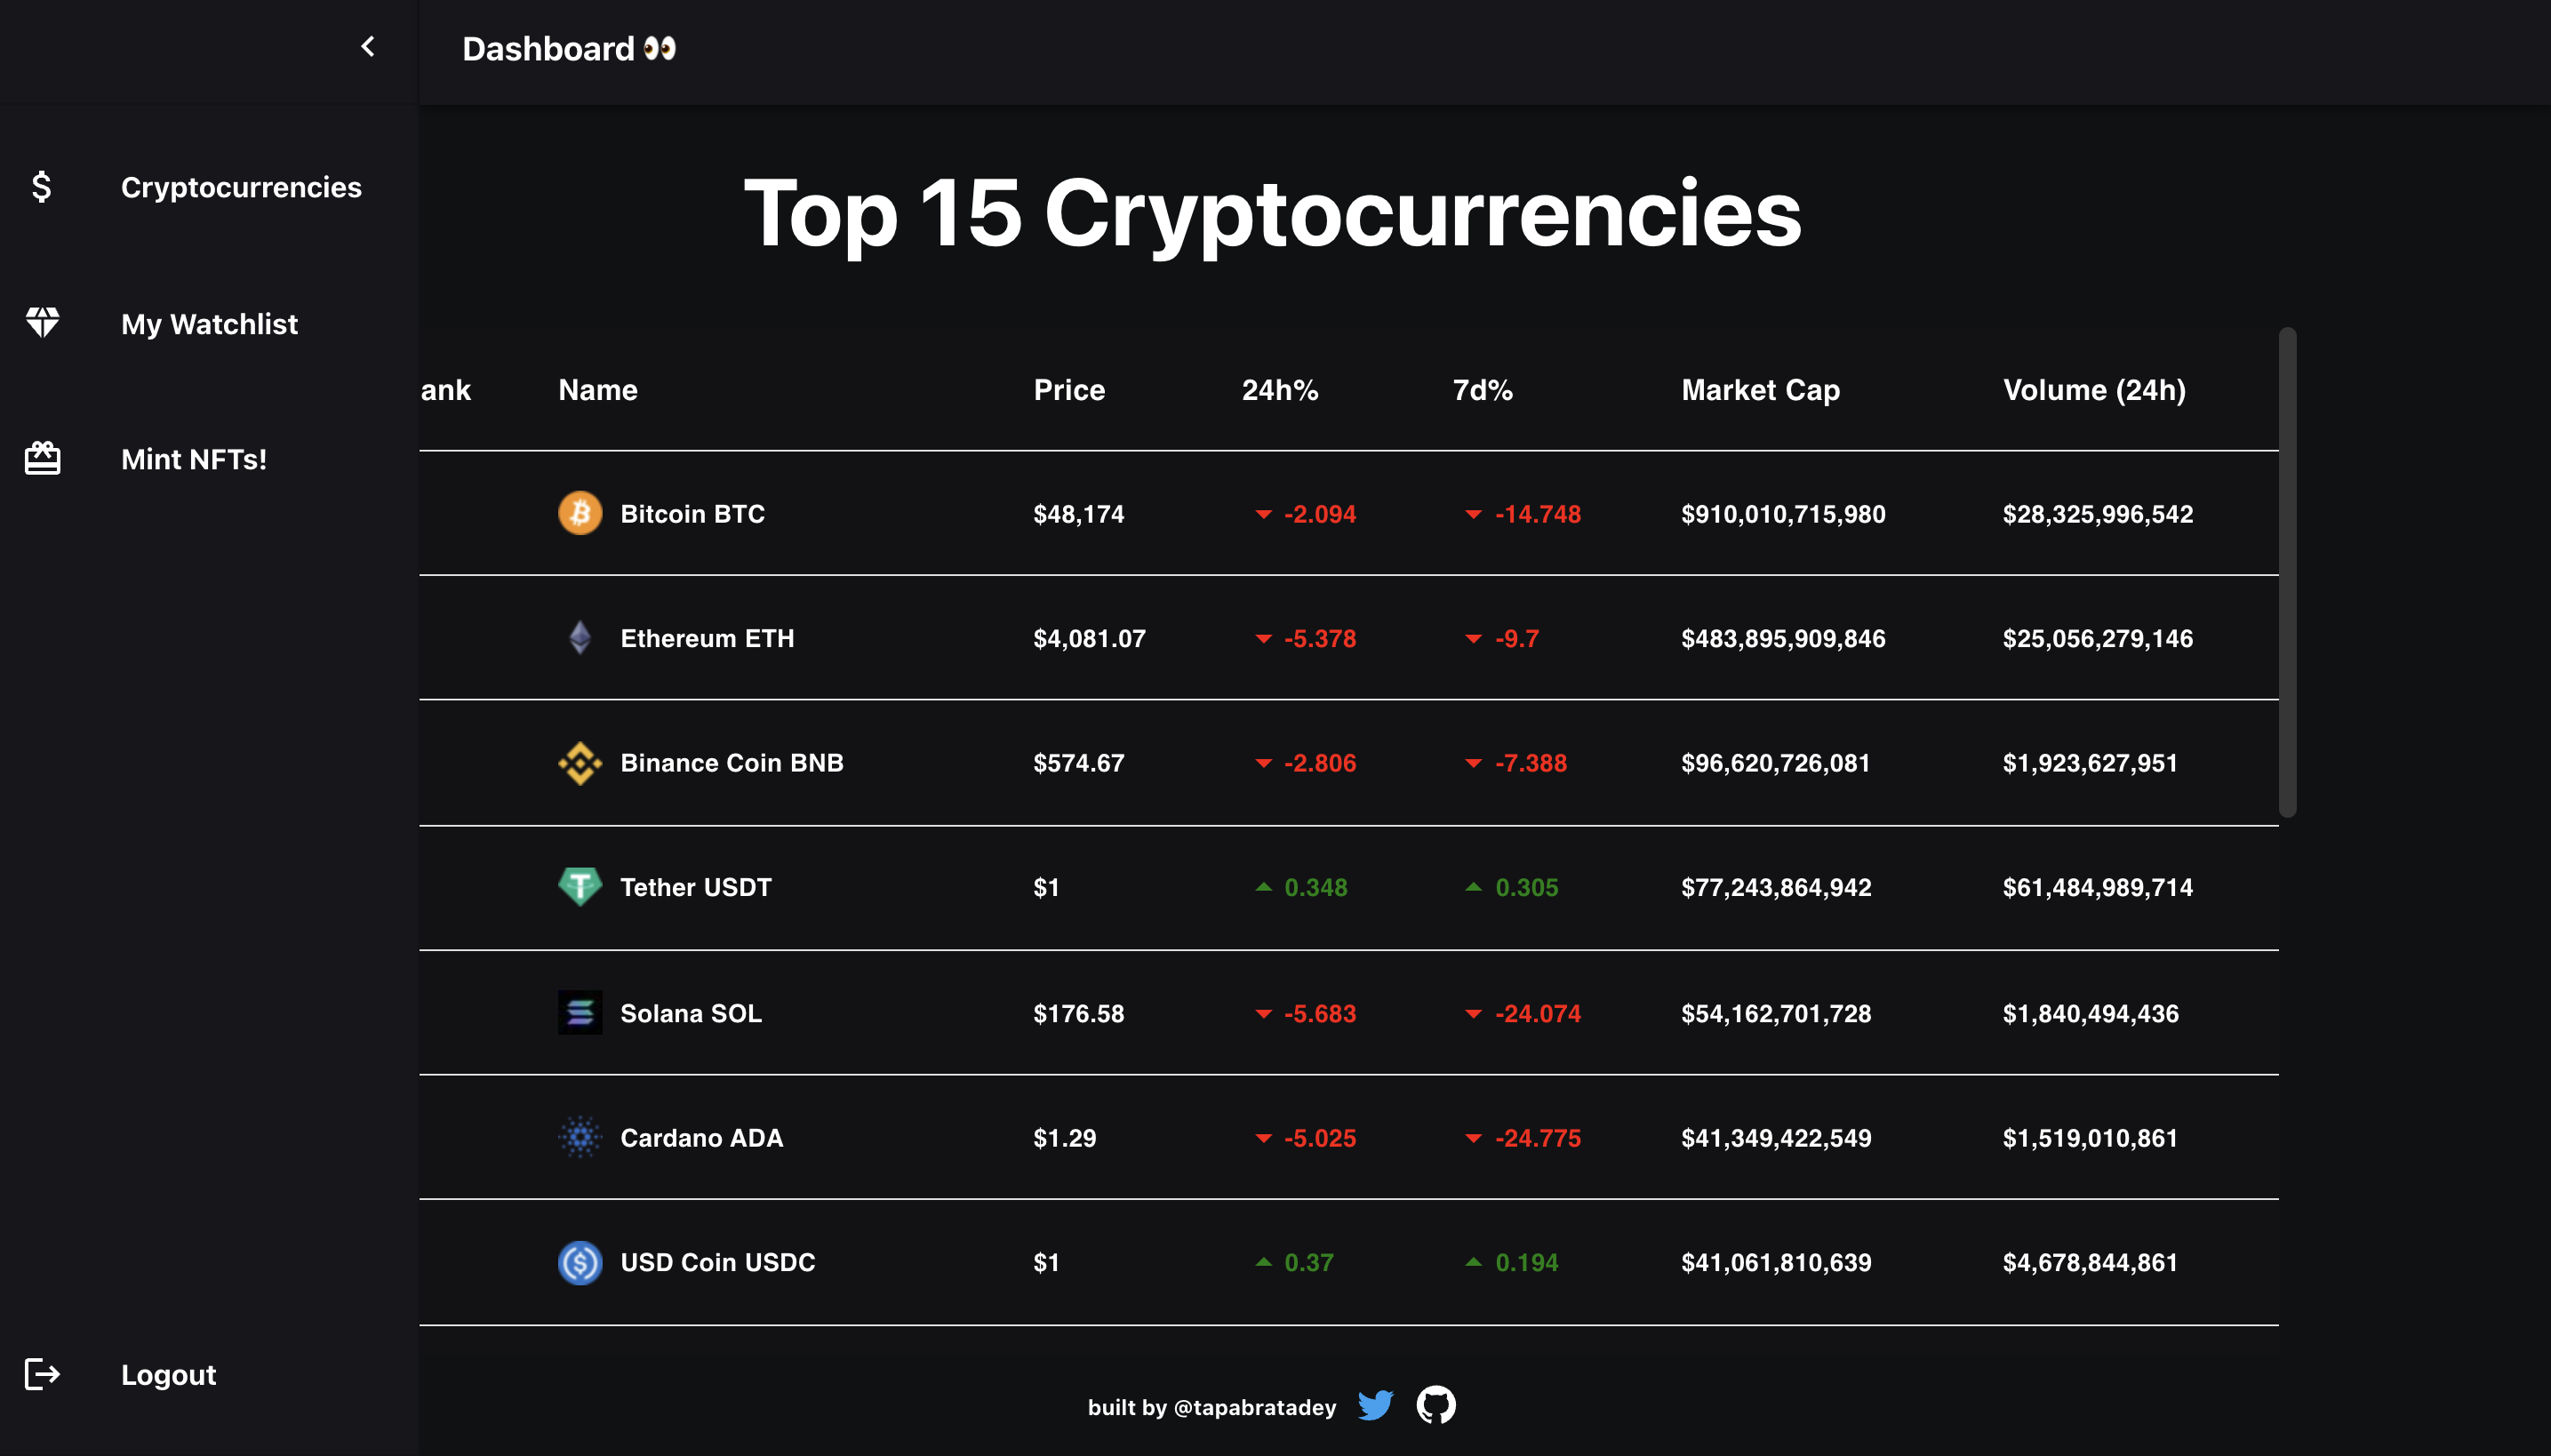 Dashboard 👀
Cryptocurrencies
My Watchlist
Mint NFTs!
Logout
Top 15 Cryptocurrencies
ank Name Price 24h% 7d% Market Cap Volume (24h)
Bitcoin BTC $48,174 -2.094 -14.748 $910,010,715,980 $28,325,996,542
Ethereum ETH $4,081.07 -5.378 -9.7 $483,895,909,846 $25,056,279,146
Binance Coin BNB $574.67 -2.806 -7.388 $96,620,726,081 $1,923,627,951
Tether USDT $1 0.348 0.305 $77,243,864,942 $61,484,989,714
Solana SOL $176.58 -5.683 -24.074 $54,162,701,728 $1,840,494,436
Cardano ADA $1.29 -5.025 -24.775 $41,349,422,549 $1,519,010,861
USD Coin USDC $1 0.37 0.194 $41,061,810,639 $4,678,844,861
built by @tapabratadey